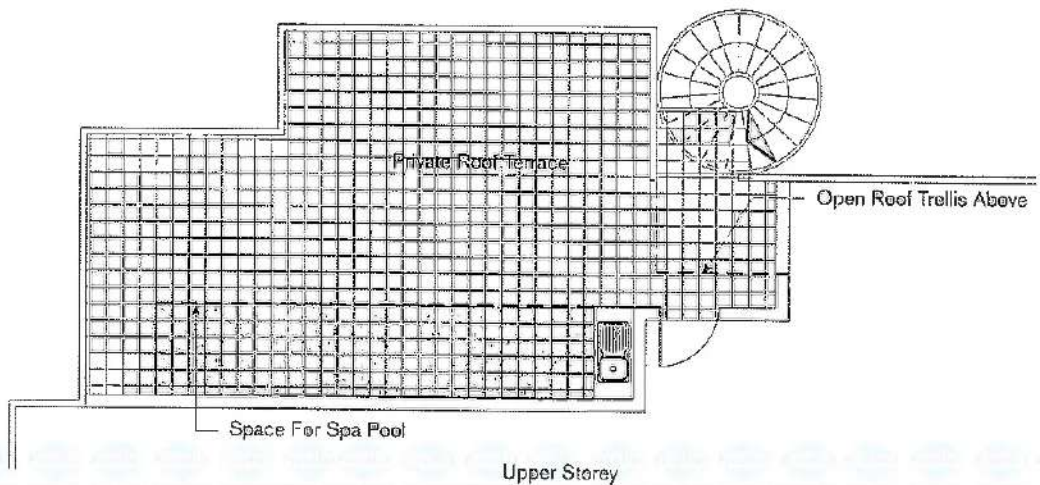 Private Roof Terrace
Open Roof Trellis Above
Space For Spa Pool
Upper Storey